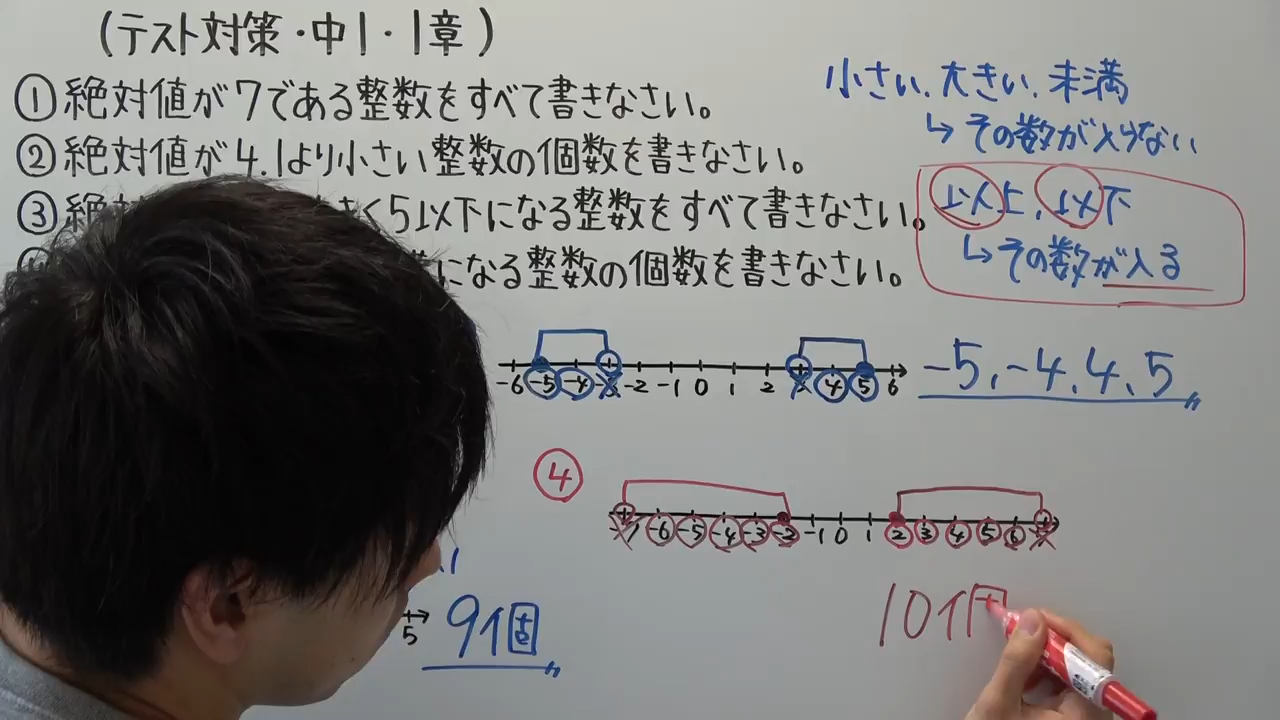 (テスト対策・中1・1章)
①絶対値が7である整数をすべて書きなさい。
②絶対値が4.1より小さい整数の個数を書きなさい。
③絶 く5以下になる整数をすべて書きなさい。
になる整数の個数を書きなさい。
小さい、大きい、未満
↳その数が入らない
以上、以下
↳その数が入る
-6 -5 -4 -3 -2 -1 0 1 2 3 4 5 6
-5、-4、4、5
④
-7 -6 -5 -4 -3 -2 -1 0 1 2 3 4 5 6 7
5
9個
10個